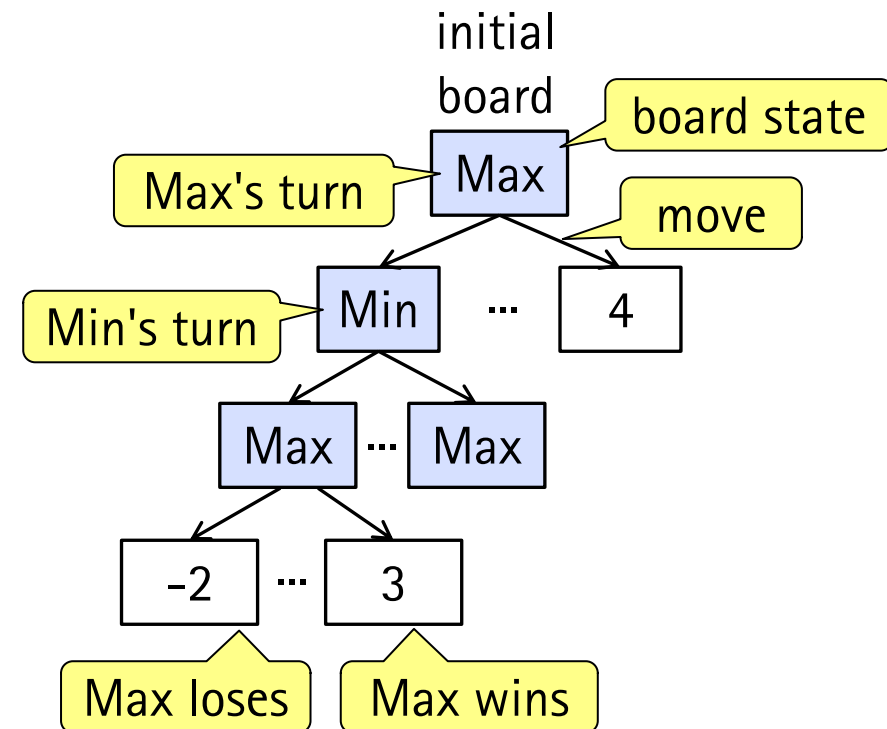 initial
board
board state
Max
Max's turn
move
Min
...
4
Min's turn
Max
...
Max
-2
...
3
Max loses
Max wins